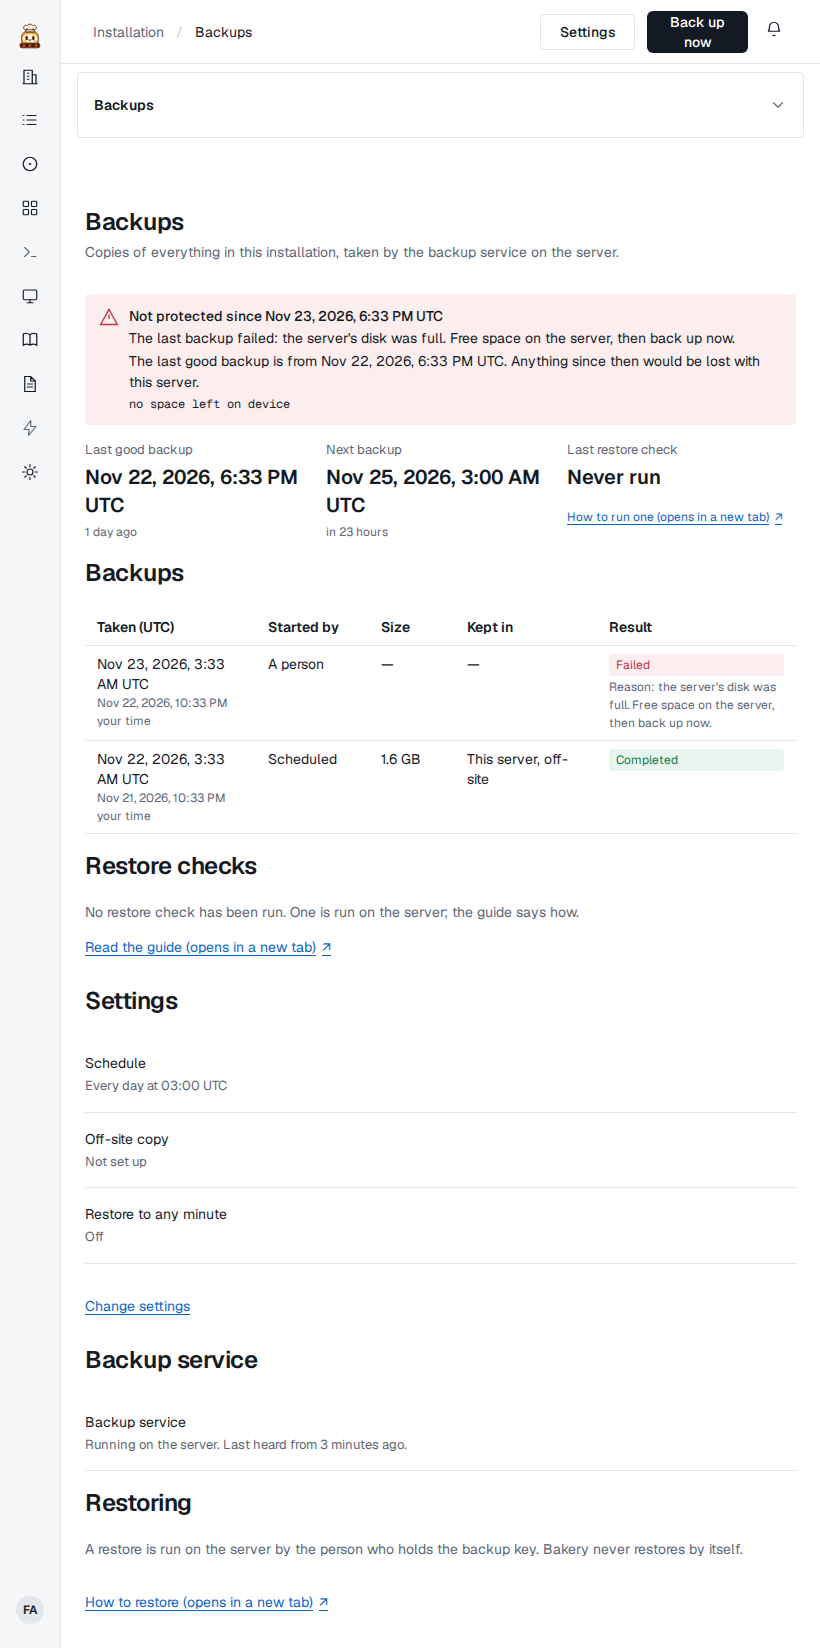 Installation / Backups
Settings
Back up
now
Backups
Backups
Copies of everything in this installation, taken by the backup service on the server.
Not protected since Nov 23, 2026, 6:33 PM UTC
The last backup failed: the server's disk was full. Free space on the server, then back up now.
The last good backup is from Nov 22, 2026, 6:33 PM UTC. Anything since then would be lost with
this server.
no space left on device
Last good backup
Nov 22, 2026, 6:33 PM
UTC
1 day ago
Next backup
Nov 25, 2026, 3:00 AM
UTC
in 23 hours
Last restore check
Never run
How to run one (opens in a new tab) ↗
Backups
Taken (UTC) Started by Size Kept in Result
Nov 23, 2026, 3:33
AM UTC
Nov 22, 2026, 10:33 PM
your time
A person
—
—
Failed
Reason: the server's disk was
full. Free space on the server,
then back up now.
Nov 22, 2026, 3:33
AM UTC
Nov 21, 2026, 10:33 PM
your time
Scheduled
1.6 GB
This server, off-
site
Completed
Restore checks
No restore check has been run. One is run on the server; the guide says how.
Read the guide (opens in a new tab) ↗
Settings
Schedule
Every day at 03:00 UTC
Off-site copy
Not set up
Restore to any minute
Off
Change settings
Backup service
Backup service
Running on the server. Last heard from 3 minutes ago.
Restoring
A restore is run on the server by the person who holds the backup key. Bakery never restores by itself.
How to restore (opens in a new tab) ↗
FA